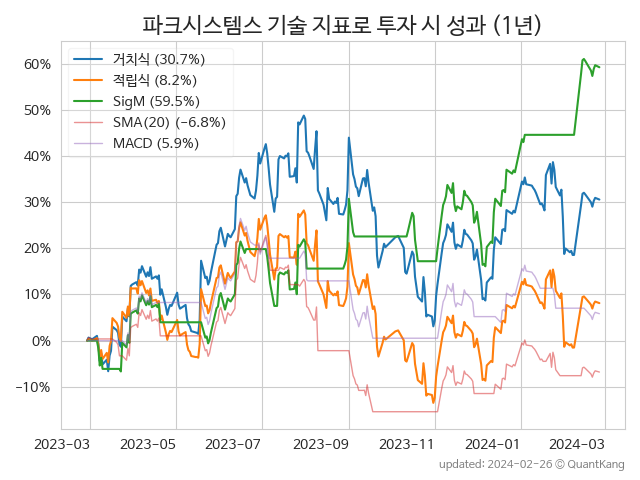 파크시스템스 기술 지표로 투자 시 성과 (1년)
거치식 (30.7%)
적립식 (8.2%)
SigM (59.5%)
SMA(20) (−6.8%)
MACD (5.9%)
60%
50%
40%
30%
20%
10%
0%
−10%
2023-03 2023-05 2023-07 2023-09 2023-11 2024-01 2024-03
updated: 2024-02-26 ⓒ QuantKang